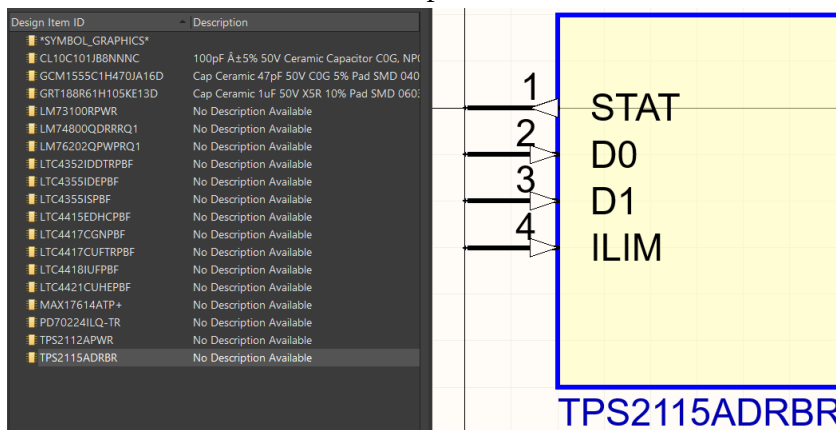 Design Item ID Description
*SYMBOL_GRAPHICS*
CL10C101JB8NNNC 100pF Â±5% 50V Ceramic Capacitor C0G, NP(
GCM1555C1H470JA16D Cap Ceramic 47pF 50V C0G 5% Pad SMD 040
GRT188R61H105KE13D Cap Ceramic 1uF 50V X5R 10% Pad SMD 060
LM73100RPWR No Description Available
LM74800QDRRRQ1 No Description Available
LM76202QPWPRQ1 No Description Available
LTC4352IDDTRPBF No Description Available
LTC4355IDEPBF No Description Available
LTC4355ISPBF No Description Available
LTC4415EDHCPBF No Description Available
LTC4417CGNPBF No Description Available
LTC4417CUFTRPBF No Description Available
LTC4418IUFPBF No Description Available
LTC4421CUHEPBF No Description Available
MAX17614ATP+ No Description Available
PD70224ILQ-TR No Description Available
TPS2112APWR No Description Available
TPS2115ADRBR No Description Available
1 STAT
2 D0
3 D1
4 ILIM
TPS2115ADRBR